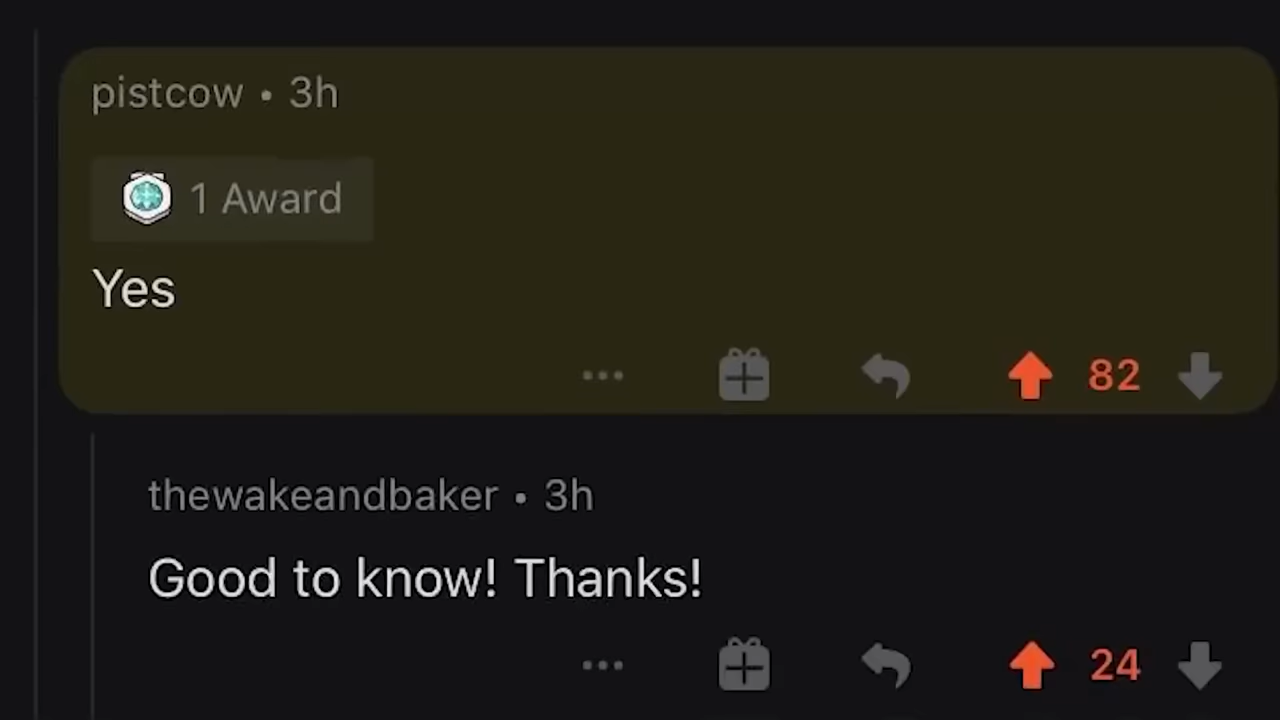 pistcow • 3h
1 Award
Yes
82
thewakeandbaker • 3h
Good to know! Thanks!
24